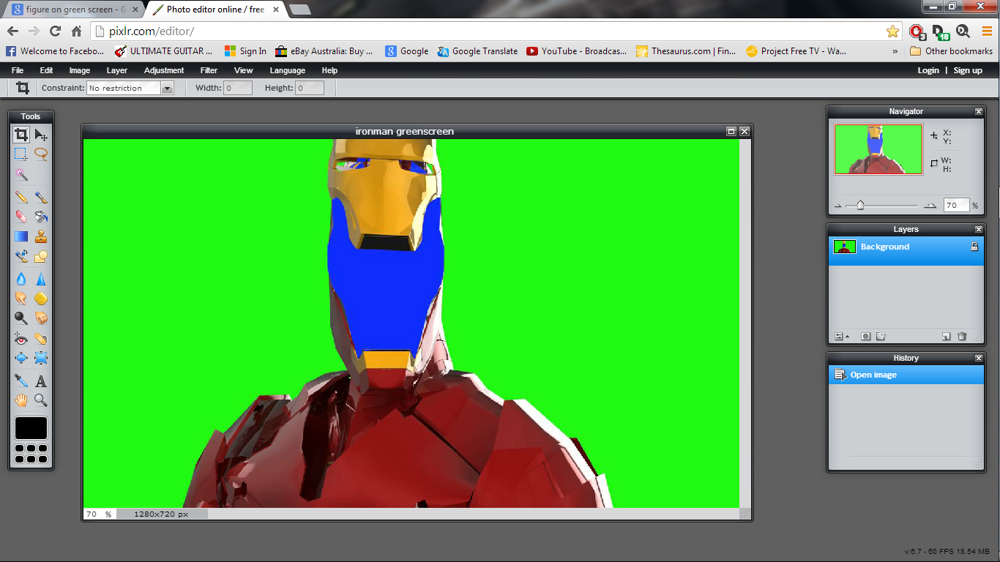 figure on green screen - G
Photo editor online / free
pixlr.com/editor/
3
18
Welcome to Facebo...
ULTIMATE GUITAR ...
Sign In
eBay Australia: Buy ...
Google
Google Translate
YouTube - Broadcas...
Thesaurus.com | Fin...
Project Free TV - Wa...
»
Other bookmarks
File Edit Image Layer Adjustment Filter View Language Help
Login | Sign up
Constraint: No restriction Width: 0 Height: 0
Tools
ironman greenscreen
70 % 1280x720 px
Navigator
X:
Y:
W:
H:
70 %
Layers
Background
History
Open image
v:6.7 - 60 FPS 18.54 MB